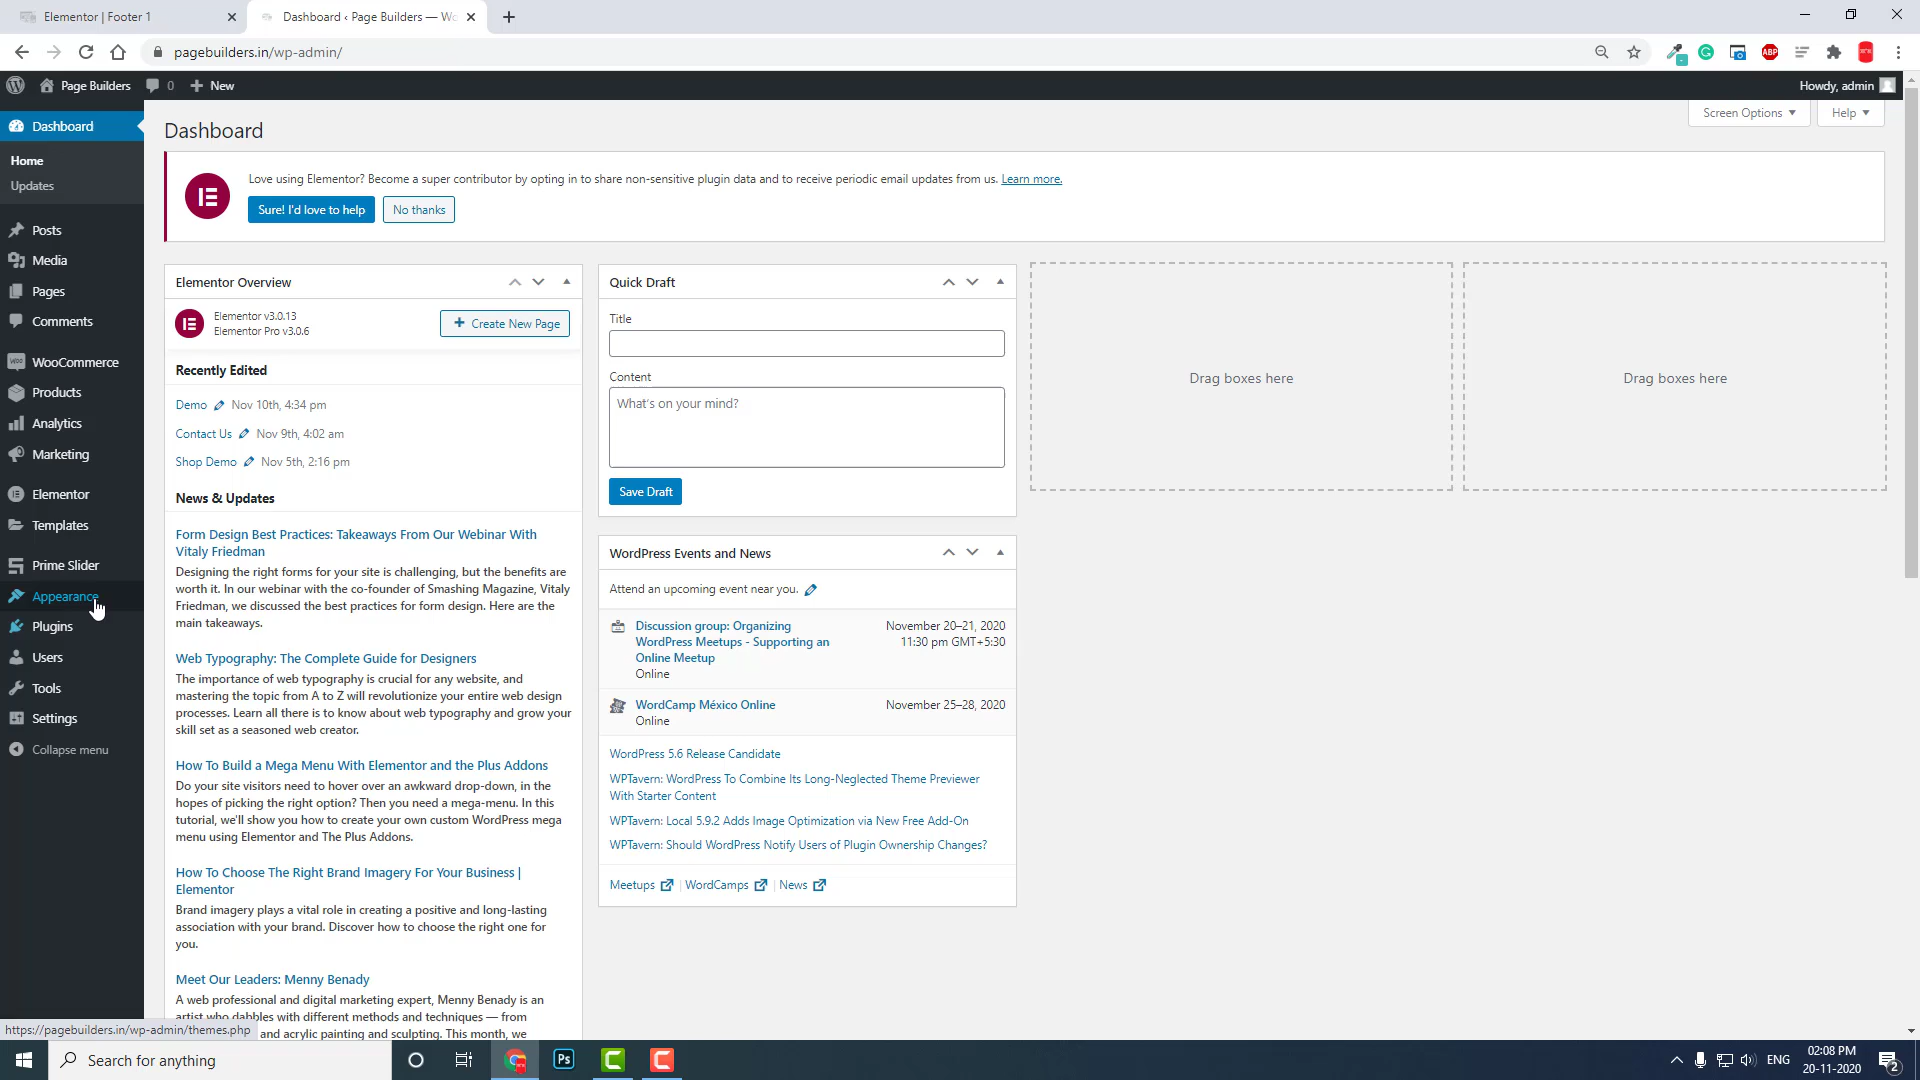 Elementor | Footer 1
Dashboard ‹ Page Builders — Wo
pagebuilders.in/wp-admin/
ABP
Page Builders
0
New
Howdy, admin
Dashboard
Home
Updates
Posts
Media
Pages
Comments
WooCommerce
Products
Analytics
Marketing
Elementor
Templates
Prime Slider
Appearance
Plugins
Users
Tools
Settings
Collapse menu
Dashboard
Screen Options
Help
Love using Elementor? Become a super contributor by opting in to share non-sensitive plugin data and to receive periodic email updates from us. Learn more.
Sure! I'd love to help
No thanks
Elementor Overview
Elementor v3.0.13
Elementor Pro v3.0.6
Create New Page
Recently Edited
Demo Nov 10th, 4:34 pm
Contact Us Nov 9th, 4:02 am
Shop Demo Nov 5th, 2:16 pm
News & Updates
Form Design Best Practices: Takeaways From Our Webinar With
Vitaly Friedman
Designing the right forms for your site is challenging, but the benefits are
worth it. In our webinar with the co-founder of Smashing Magazine, Vitaly
Friedman, we discussed the best practices for form design. Here are the
main takeaways.
Web Typography: The Complete Guide for Designers
The importance of web typography is crucial for any website, and
mastering the topic from A to Z will revolutionize your entire web design
processes. Learn all there is to know about web typography and grow your
skill set as a seasoned web creator.
How To Build a Mega Menu With Elementor and the Plus Addons
Do your site visitors need to hover over an awkward drop-down, in the
hopes of picking the right option? Then you need a mega-menu. In this
tutorial, we'll show you how to create your own custom WordPress mega
menu using Elementor and The Plus Addons.
How To Choose The Right Brand Imagery For Your Business |
Elementor
Brand imagery plays a vital role in creating a positive and long-lasting
association with your brand. Discover how to choose the right one for
you.
Meet Our Leaders: Menny Benady
A web professional and digital marketing expert, Menny Benady is an
artist who dabbles with different methods and techniques — from
and acrylic painting and sculpting. This month, we
Quick Draft
Title
Content
What's on your mind?
Save Draft
WordPress Events and News
Attend an upcoming event near you.
Discussion group: Organizing
WordPress Meetups - Supporting an
Online Meetup
Online
November 20–21, 2020
11:30 pm GMT+5:30
WordCamp México Online
Online
November 25–28, 2020
WordPress 5.6 Release Candidate
WPTavern: WordPress To Combine Its Long-Neglected Theme Previewer
With Starter Content
WPTavern: Local 5.9.2 Adds Image Optimization via New Free Add-On
WPTavern: Should WordPress Notify Users of Plugin Ownership Changes?
Meetups | WordCamps | News
Drag boxes here
Drag boxes here
https://pagebuilders.in/wp-admin/themes.php
Search for anything
Ps
ENG
02:08 PM
20-11-2020
2